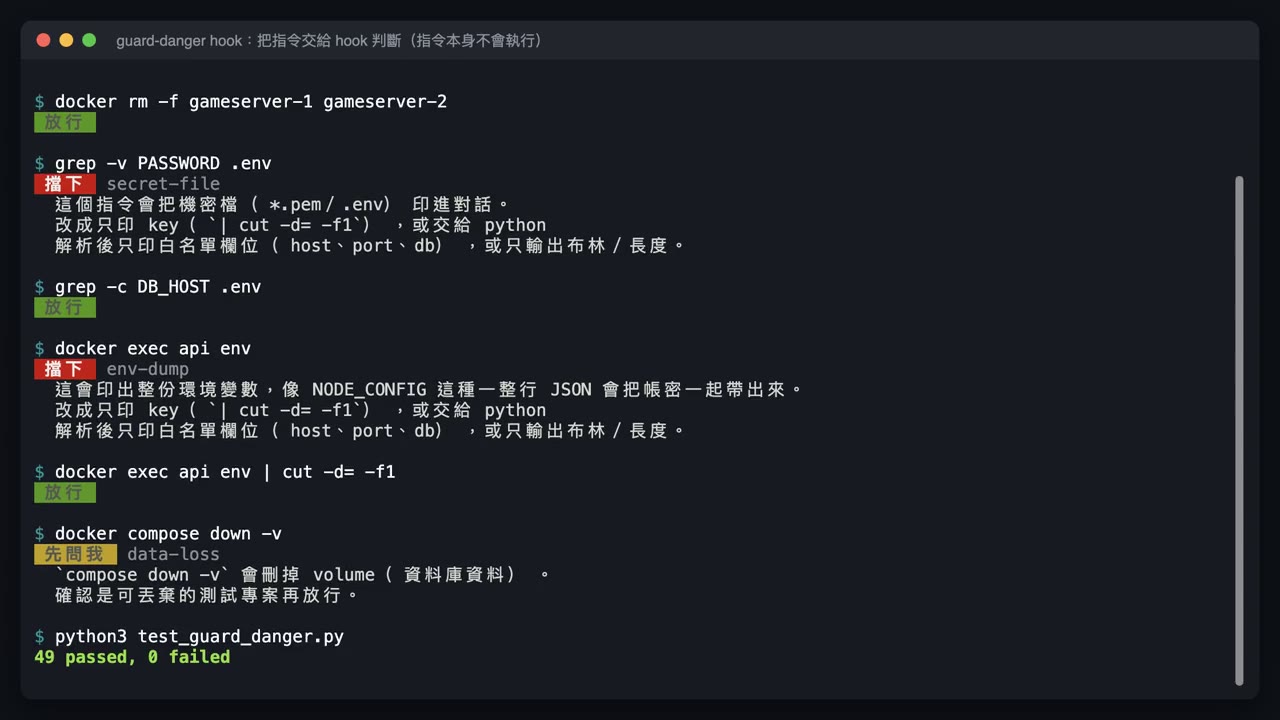 guard-danger hook：把指令交給 hook 判斷（指令本身不會執行）
$ docker rm -f gameserver-1 gameserver-2
放行
$ grep -v PASSWORD .env
擋下 secret-file
這個指令會把機密檔（*.pem/.env） 印進對話。
改成只印 key（`| cut -d= -f1`） ，或交給 python
解析後只印白名單欄位（host、port、db） ，或只輸出布林/長度。
$ grep -c DB_HOST .env
放行
$ docker exec api env
擋下 env-dump
這會印出整份環境變數，像 NODE_CONFIG 這種一整行 JSON 會把帳密一起帶出來。
改成只印 key（`| cut -d= -f1`） ，或交給 python
解析後只印白名單欄位（host、port、db） ，或只輸出布林/長度。
$ docker exec api env | cut -d= -f1
放行
$ docker compose down -v
先問我 data-loss
`compose down -v` 會刪掉 volume（資料庫資料） 。
確認是可丟棄的測試專案再放行。
$ python3 test_guard_danger.py
49 passed, 0 failed